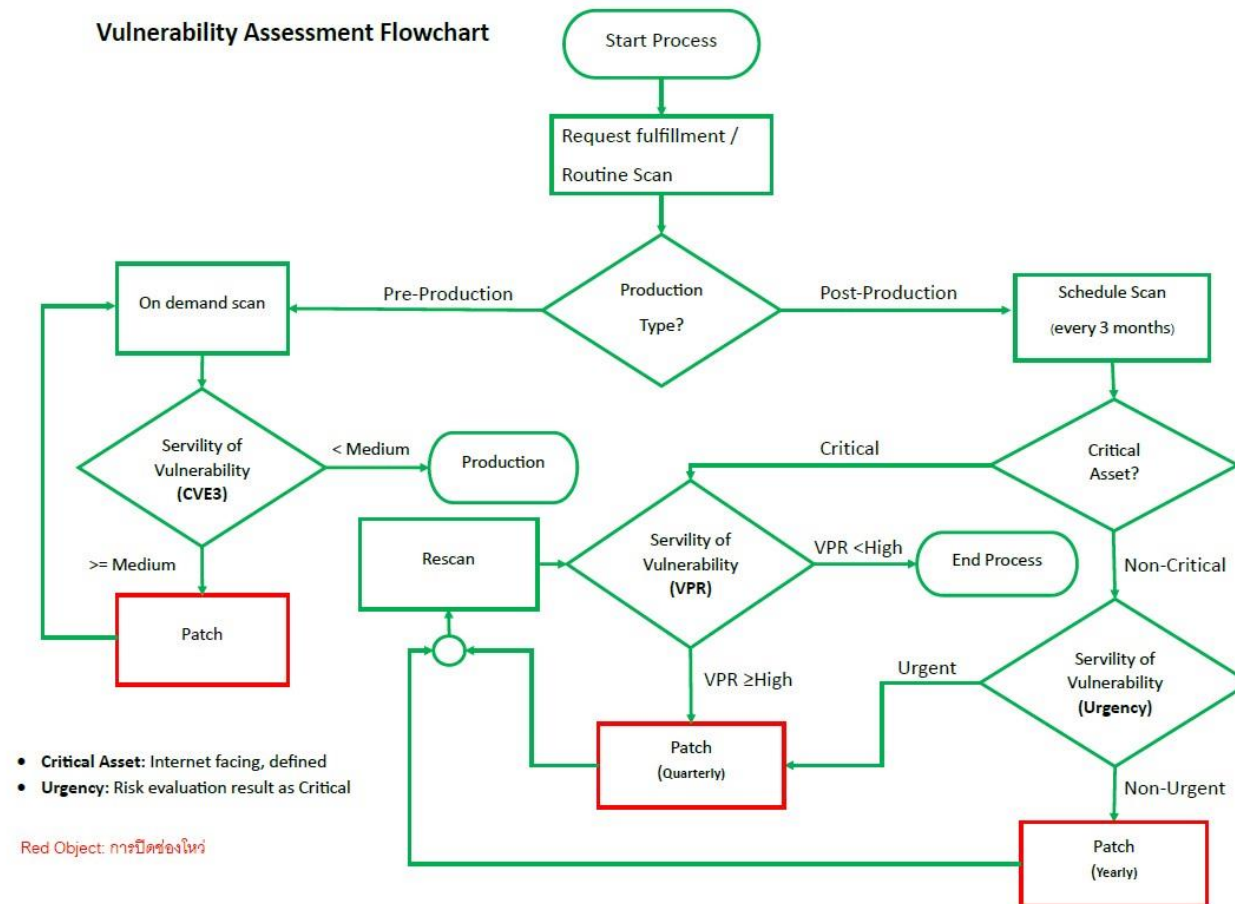 Vulnerability Assessment Flowchart
Start Process
Request fulfillment /
Routine Scan
Production
Type?
Pre-Production
Post-Production
On demand scan
Schedule Scan
(every 3 months)
Servility of
Vulnerability
(CVE3)
< Medium
Production
>= Medium
Patch
Critical
Asset?
Critical
Non-Critical
Rescan
Servility of
Vulnerability
(VPR)
VPR <High
End Process
VPR ≥High
Urgent
Servility of
Vulnerability
(Urgency)
Patch
(Quarterly)
Non-Urgent
Patch
(Yearly)
• Critical Asset: Internet facing, defined
• Urgency: Risk evaluation result as Critical
Red Object: การปิดช่องโหว่